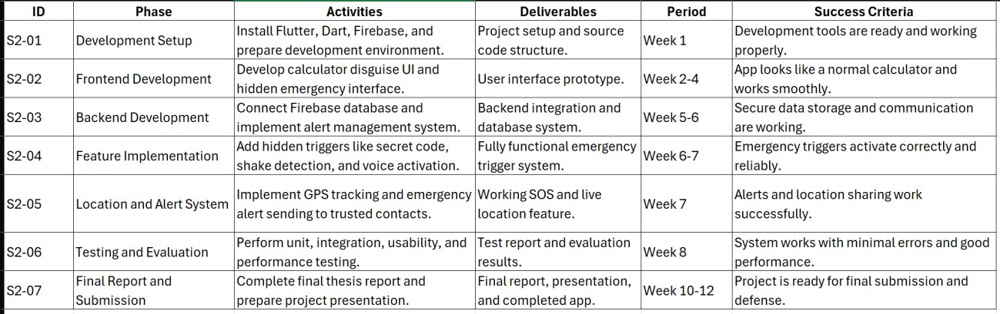 ID Phase Activities Deliverables Period Success Criteria
S2-01 Development Setup Install Flutter, Dart, Firebase, and prepare development environment. Project setup and source code structure. Week 1 Development tools are ready and working properly.
S2-02 Frontend Development Develop calculator disguise UI and hidden emergency interface. User interface prototype. Week 2-4 App looks like a normal calculator and works smoothly.
S2-03 Backend Development Connect Firebase database and implement alert management system. Backend integration and database system. Week 5-6 Secure data storage and communication are working.
S2-04 Feature Implementation Add hidden triggers like secret code, shake detection, and voice activation. Fully functional emergency trigger system. Week 6-7 Emergency triggers activate correctly and reliably.
S2-05 Location and Alert System Implement GPS tracking and emergency alert sending to trusted contacts. Working SOS and live location feature. Week 7 Alerts and location sharing work successfully.
S2-06 Testing and Evaluation Perform unit, integration, usability, and performance testing. Test report and evaluation results. Week 8 System works with minimal errors and good performance.
S2-07 Final Report and Submission Complete final thesis report and prepare project presentation. Final report, presentation, and completed app. Week 10-12 Project is ready for final submission and defense.